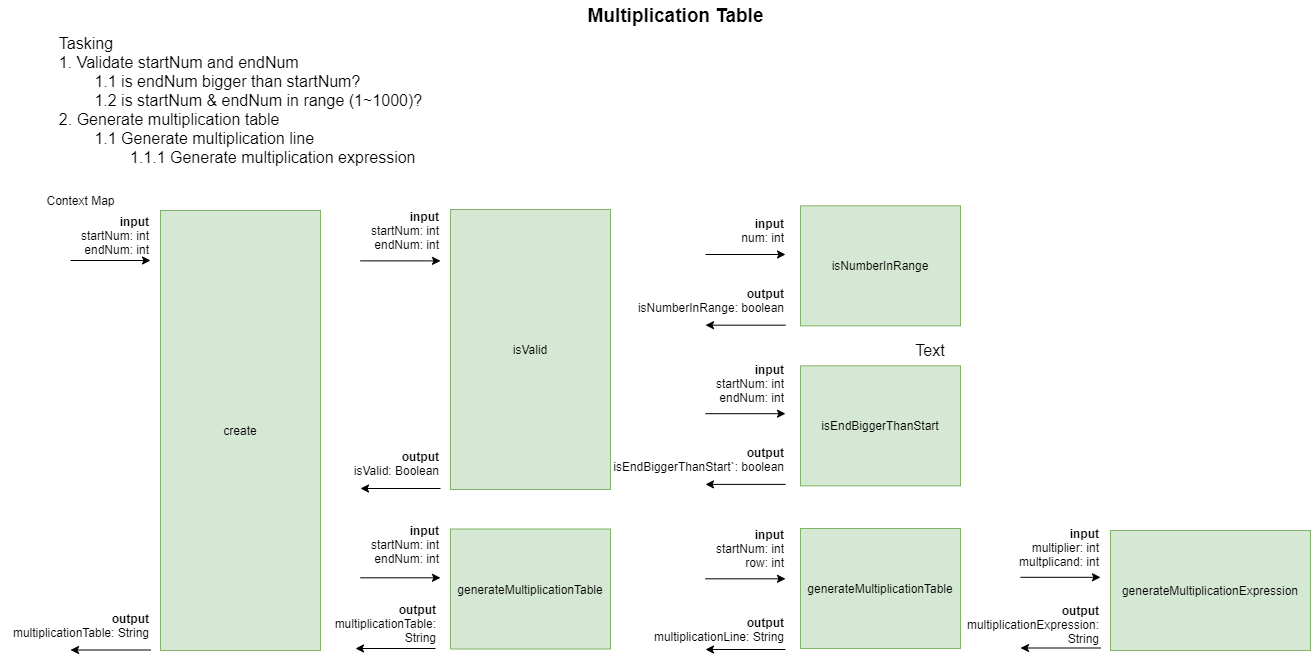 Multiplication Table
Tasking
1. Validate startNum and endNum
1.1 is endNum bigger than startNum?
1.2 is startNum & endNum in range (1~1000)?
2. Generate multiplication table
1.1 Generate multiplication line
1.1.1 Generate multiplication expression
Context Map
input
startNum: int
endNum: int
create
output
multiplicationTable: String
input
startNum: int
endNum: int
isValid
output
isValid: Boolean
input
num: int
isNumberInRange
output
isNumberInRange: boolean
Text
input
startNum: int
endNum: int
isEndBiggerThanStart
output
isEndBiggerThanStart`: boolean
input
startNum: int
endNum: int
generateMultiplicationTable
output
multiplicationTable:
String
input
startNum: int
row: int
generateMultiplicationTable
output
multiplicationLine: String
input
multiplier: int
multplicand: int
generateMultiplicationExpression
output
multiplicationExpression:
String